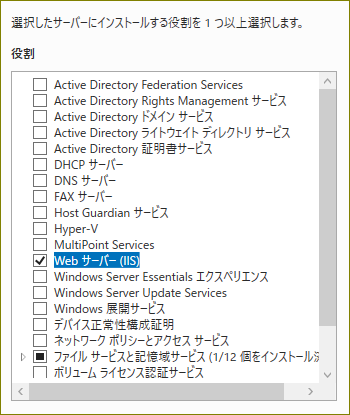 選択したサーバーにインストールする役割を 1 つ以上選択します。
役割
Active Directory Federation Services
Active Directory Rights Management サービス
Active Directory ドメイン サービス
Active Directory ライトウェイト ディレクトリ サービス
Active Directory 証明書サービス
DHCP サーバー
DNS サーバー
FAX サーバー
Host Guardian サービス
Hyper-V
MultiPoint Services
Web サーバー (IIS)
Windows Server Essentials エクスペリエンス
Windows Server Update Services
Windows 展開サービス
デバイス正常性構成証明
ネットワーク ポリシーとアクセス サービス
ファイル サービスと記憶域サービス (1/12 個をインストール済
ボリューム ライセンス認証サービス